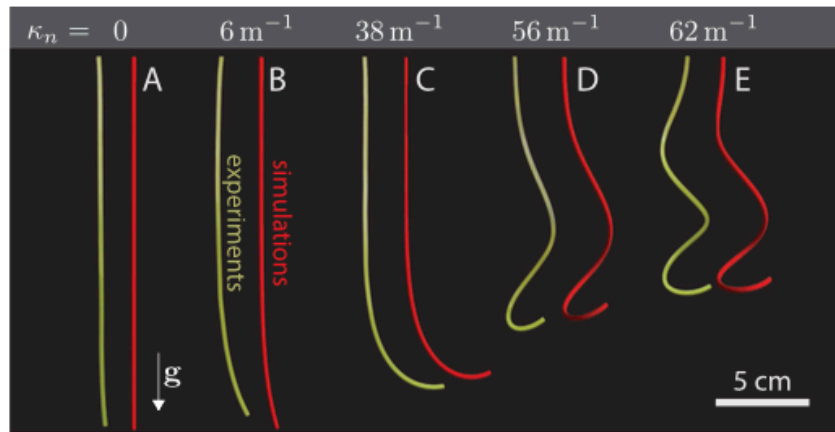 κₙ = 0 6 m⁻¹ 38 m⁻¹ 56 m⁻¹ 62 m⁻¹
A B C D E
experiments
simulations
g
5 cm